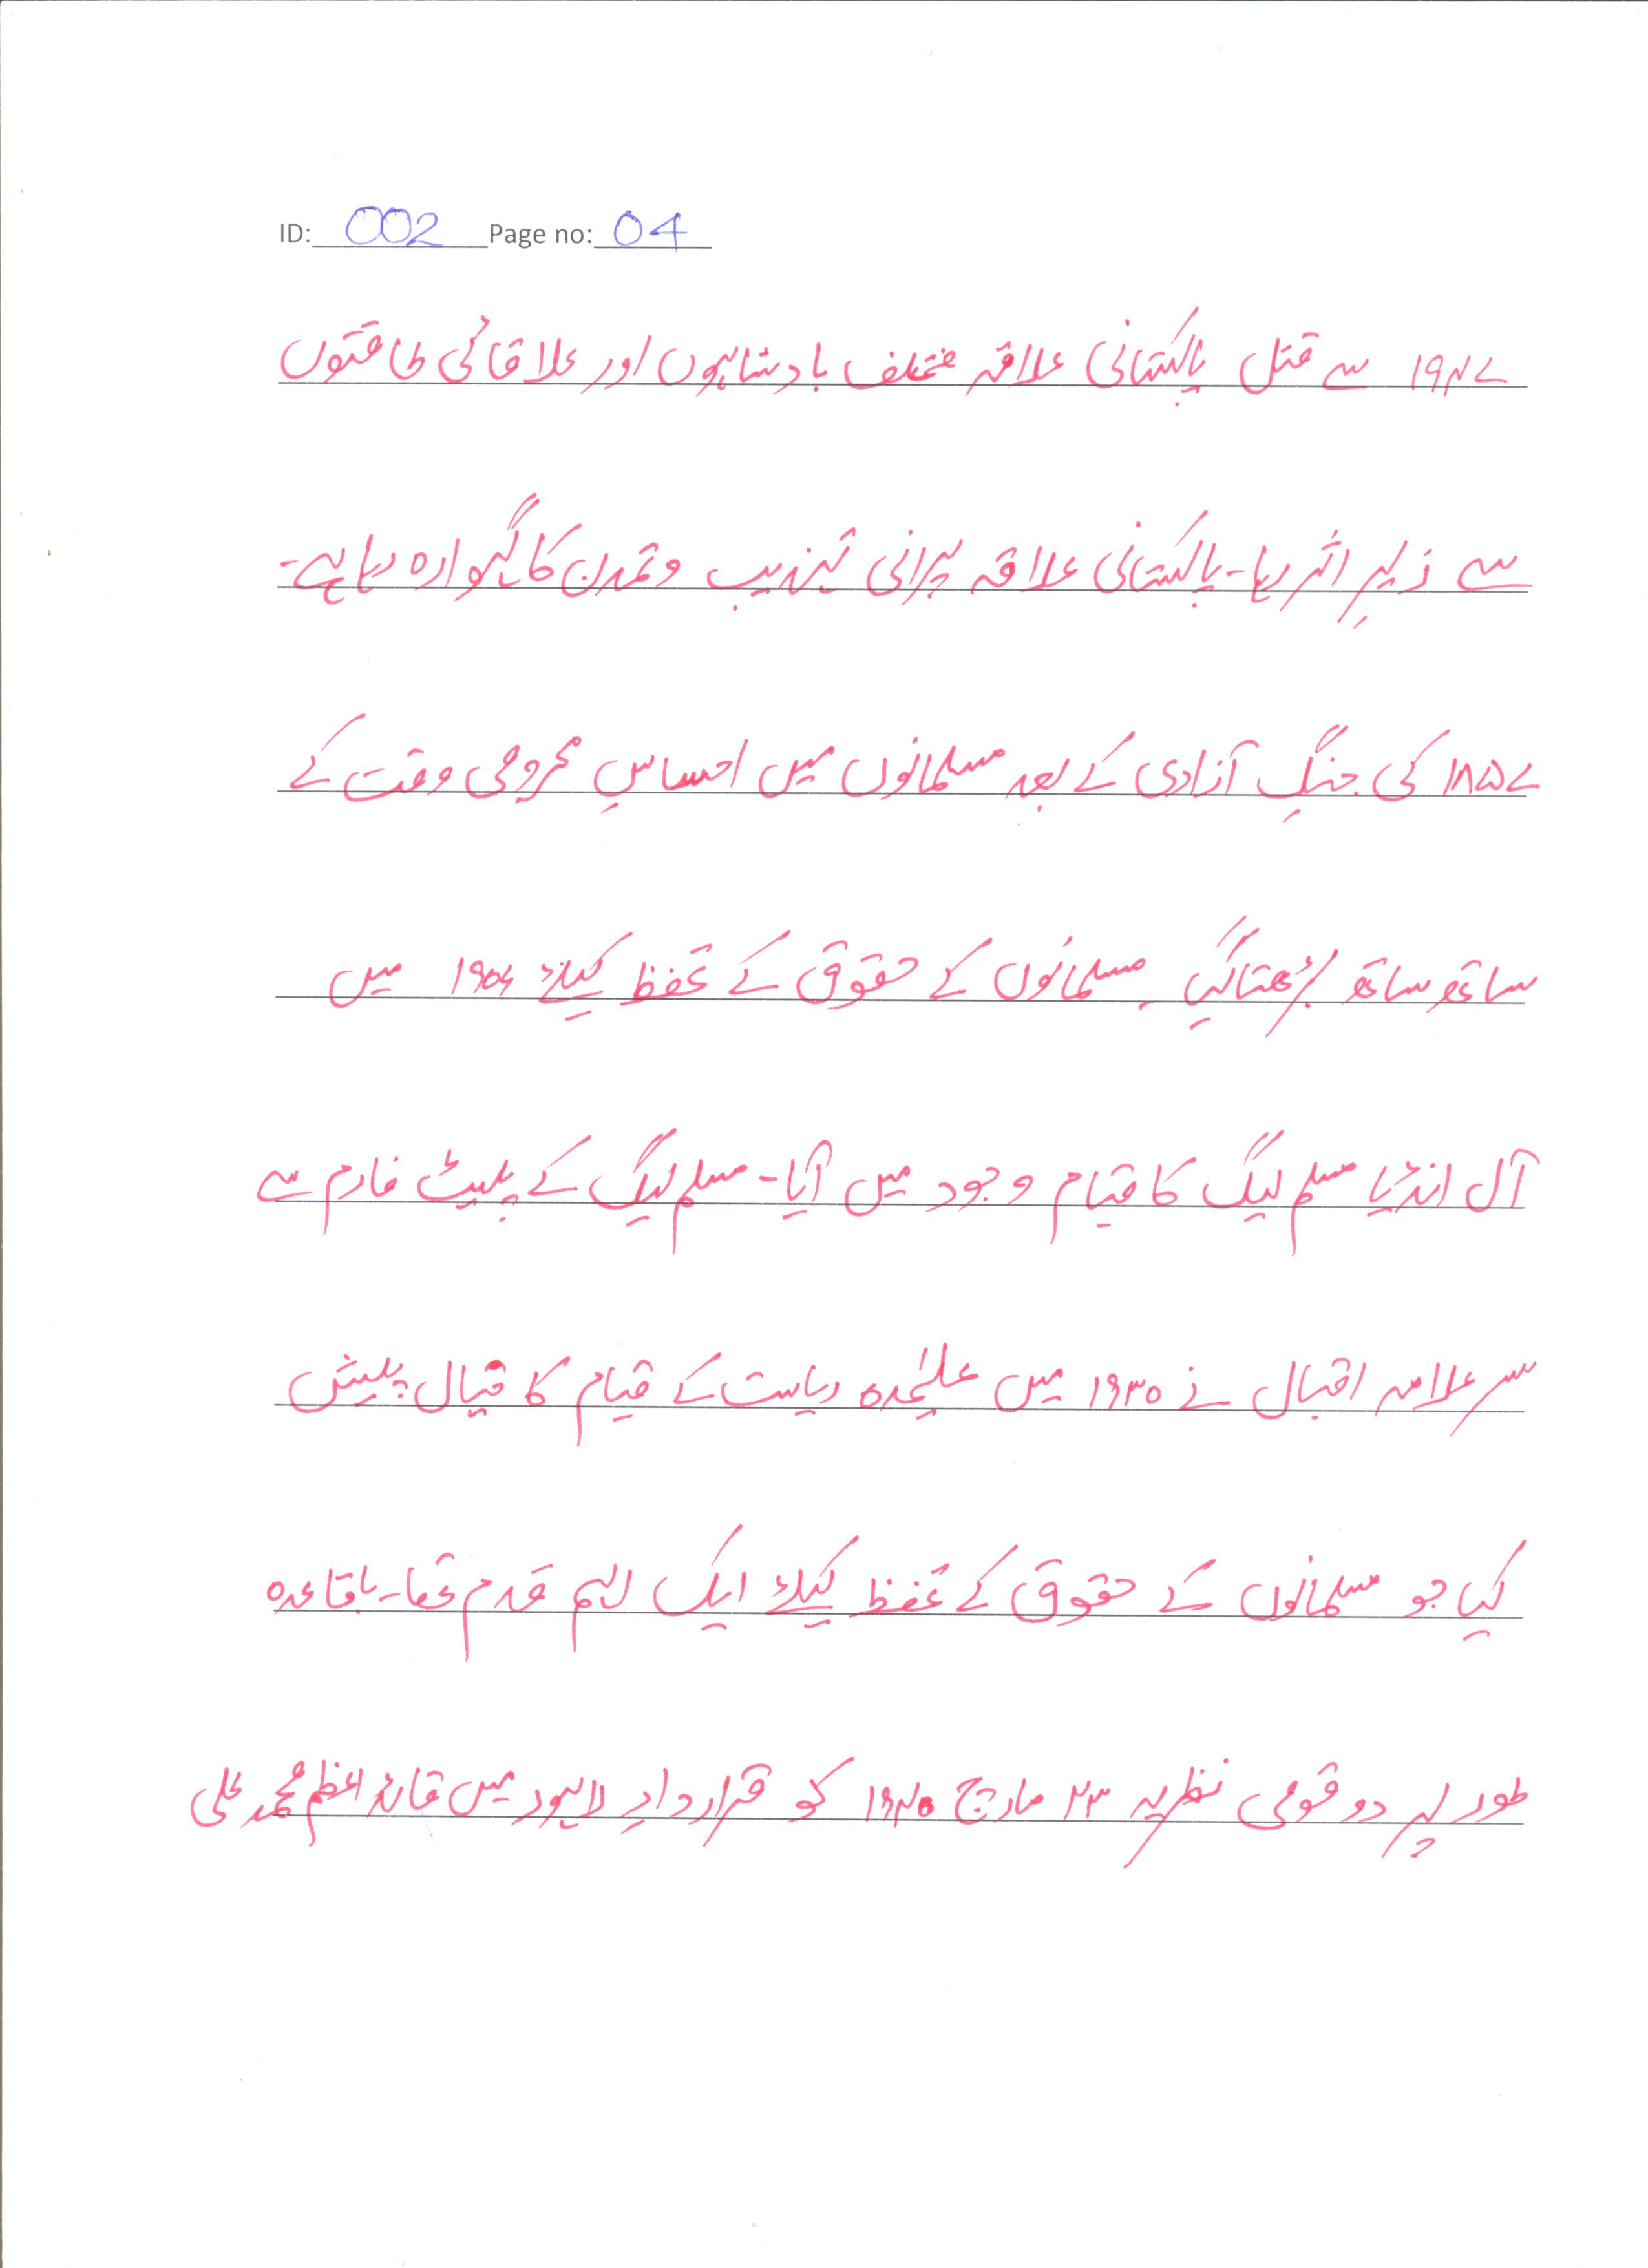 ID: 002 Page no: 04
۱۹۴۷ سے قبل پاکستانی علاقہ مختلف بادشاہوں اور علاقائی طاقتوں
سے زیرِ اثر رہا۔ پاکستانی علاقہ پرانی تہذیب و تمدن کا گہوارہ رہا ہے۔
۱۸۵۷ کی جنگِ آزادی کے بعد مسلمانوں میں احساسِ محرومی وقت کے
ساتھ ساتھ بڑھتا گیا۔ مسلمانوں کے حقوق کے تحفظ کیلئے ۱۹۰۶ میں
آل انڈیا مسلم لیگ کا قیام وجود میں آیا۔ مسلم لیگ کے پلیٹ فارم سے
سر علامہ اقبال نے ۱۹۳۰ میں علیٰحدہ ریاست کے قیام کا خیال پیش
کیا جو مسلمانوں کے حقوق کے تحفظ کیلئے ایک اہم قدم تھا۔ باقاعدہ
طور پر دو قومی نظریہ ۲۳ مارچ ۱۹۴۰ کو قراردادِ لاہور میں قائد اعظم محمد علی